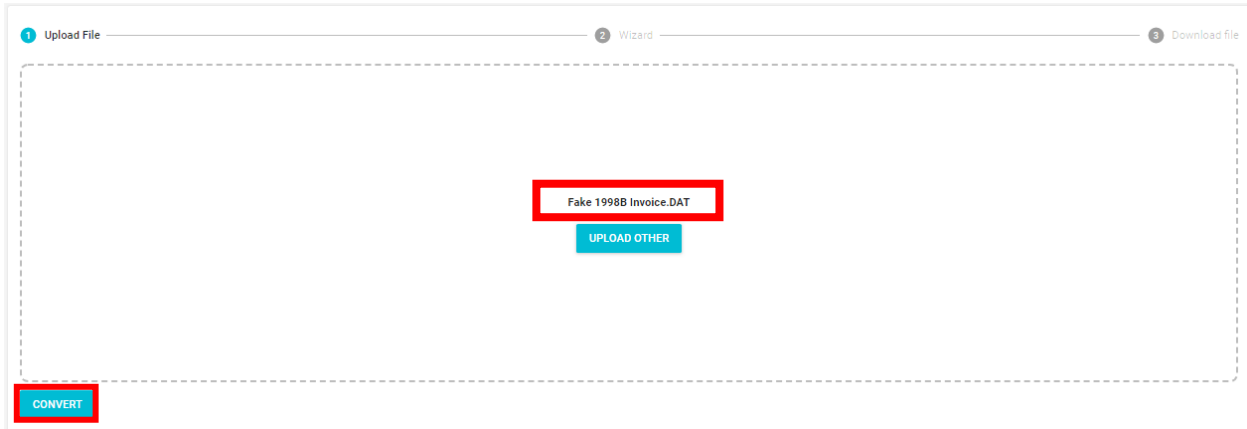 1 Upload File 2 Wizard 3 Download file
Fake 1998B Invoice.DAT
UPLOAD OTHER
CONVERT